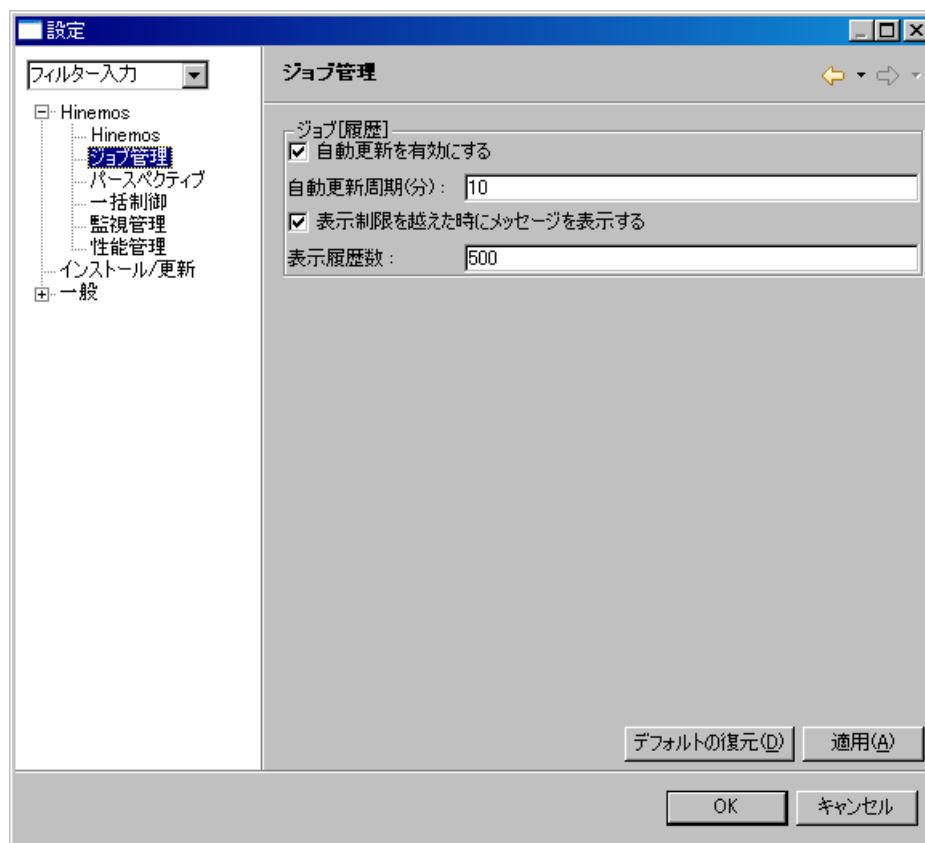 設定
フィルター入力
ジョブ管理
Hinemos
Hinemos
ジョブ管理
パースペクティブ
一括制御
監視管理
性能管理
インストール/更新
一般
ジョブ[履歴]
自動更新を有効にする
自動更新周期(分): 10
表示制限を越えた時にメッセージを表示する
表示履歴数: 500
デフォルトの復元(D) 適用(A)
OK キャンセル